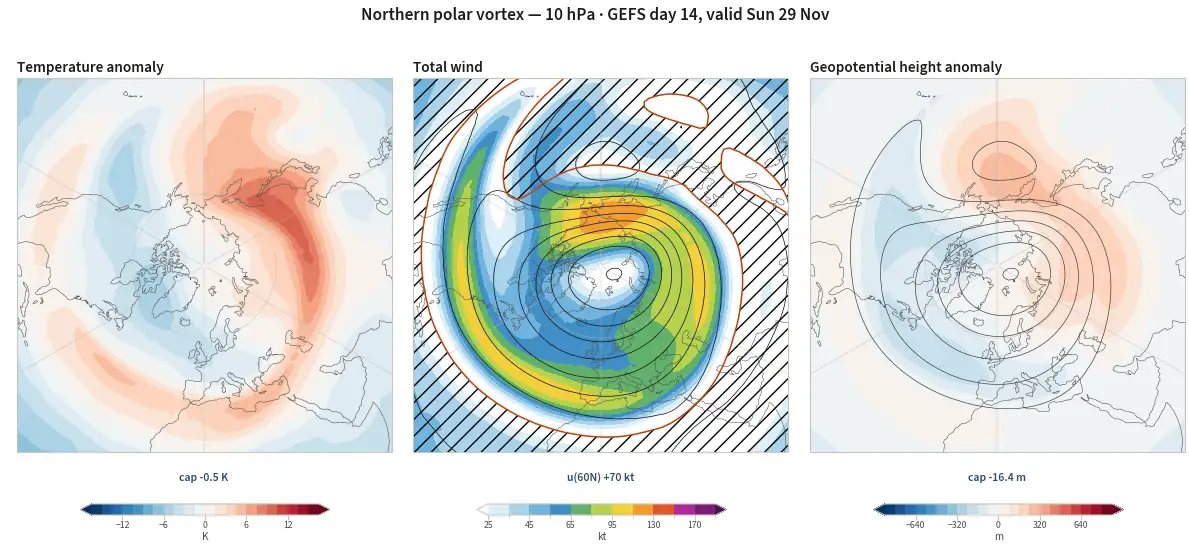 Northern polar vortex — 10 hPa · GEFS day 14, valid Sun 29 Nov
Temperature anomaly
Total wind
Geopotential height anomaly
cap -0.5 K
u(60N) +70 kt
cap -16.4 m
−12 −6 0 6 12
K
25 45 65 95 130 170
kt
−640 −320 0 320 640
m